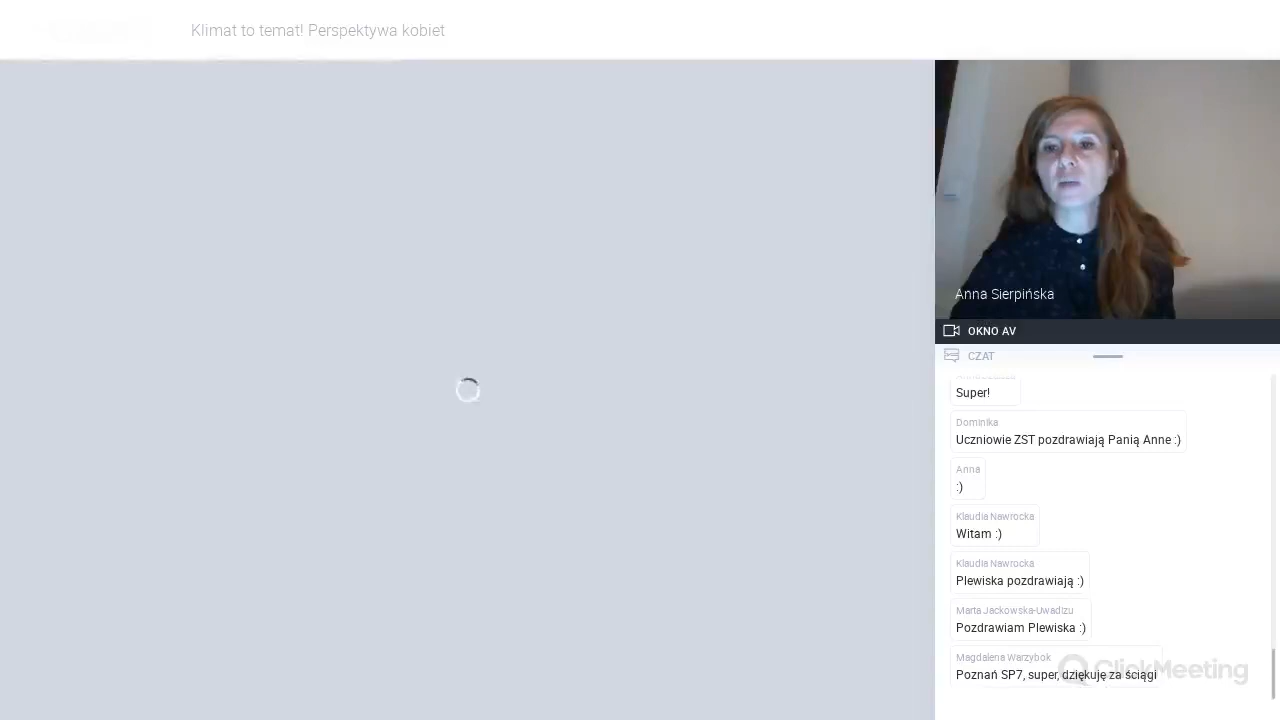 Klimat to temat! Perspektywa kobiet
Anna Sierpińska
OKNO AV
CZAT
Super!
Dominika
Uczniowie ZST pozdrawiają Panią Anne :)
Anna
:)
Klaudia Nawrocka
Witam :)
Klaudia Nawrocka
Plewiska pozdrawiają :)
Marta Jackowska-Uwadizu
Pozdrawiam Plewiska :)
Magdalena Warzybok
Poznań SP7, super, dziękuję za ściągi
ClickMeeting